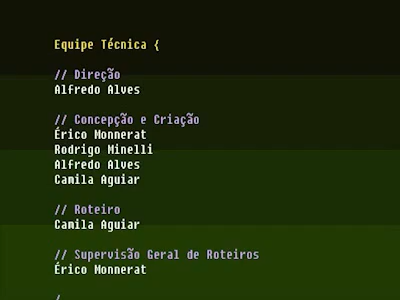 Equipe Técnica {
// Direção
Alfredo Alves
// Concepção e Criação
Érico Monnerat
Rodrigo Minelli
Alfredo Alves
Camila Aguiar
// Roteiro
Camila Aguiar
// Supervisão Geral de Roteiros
Érico Monnerat